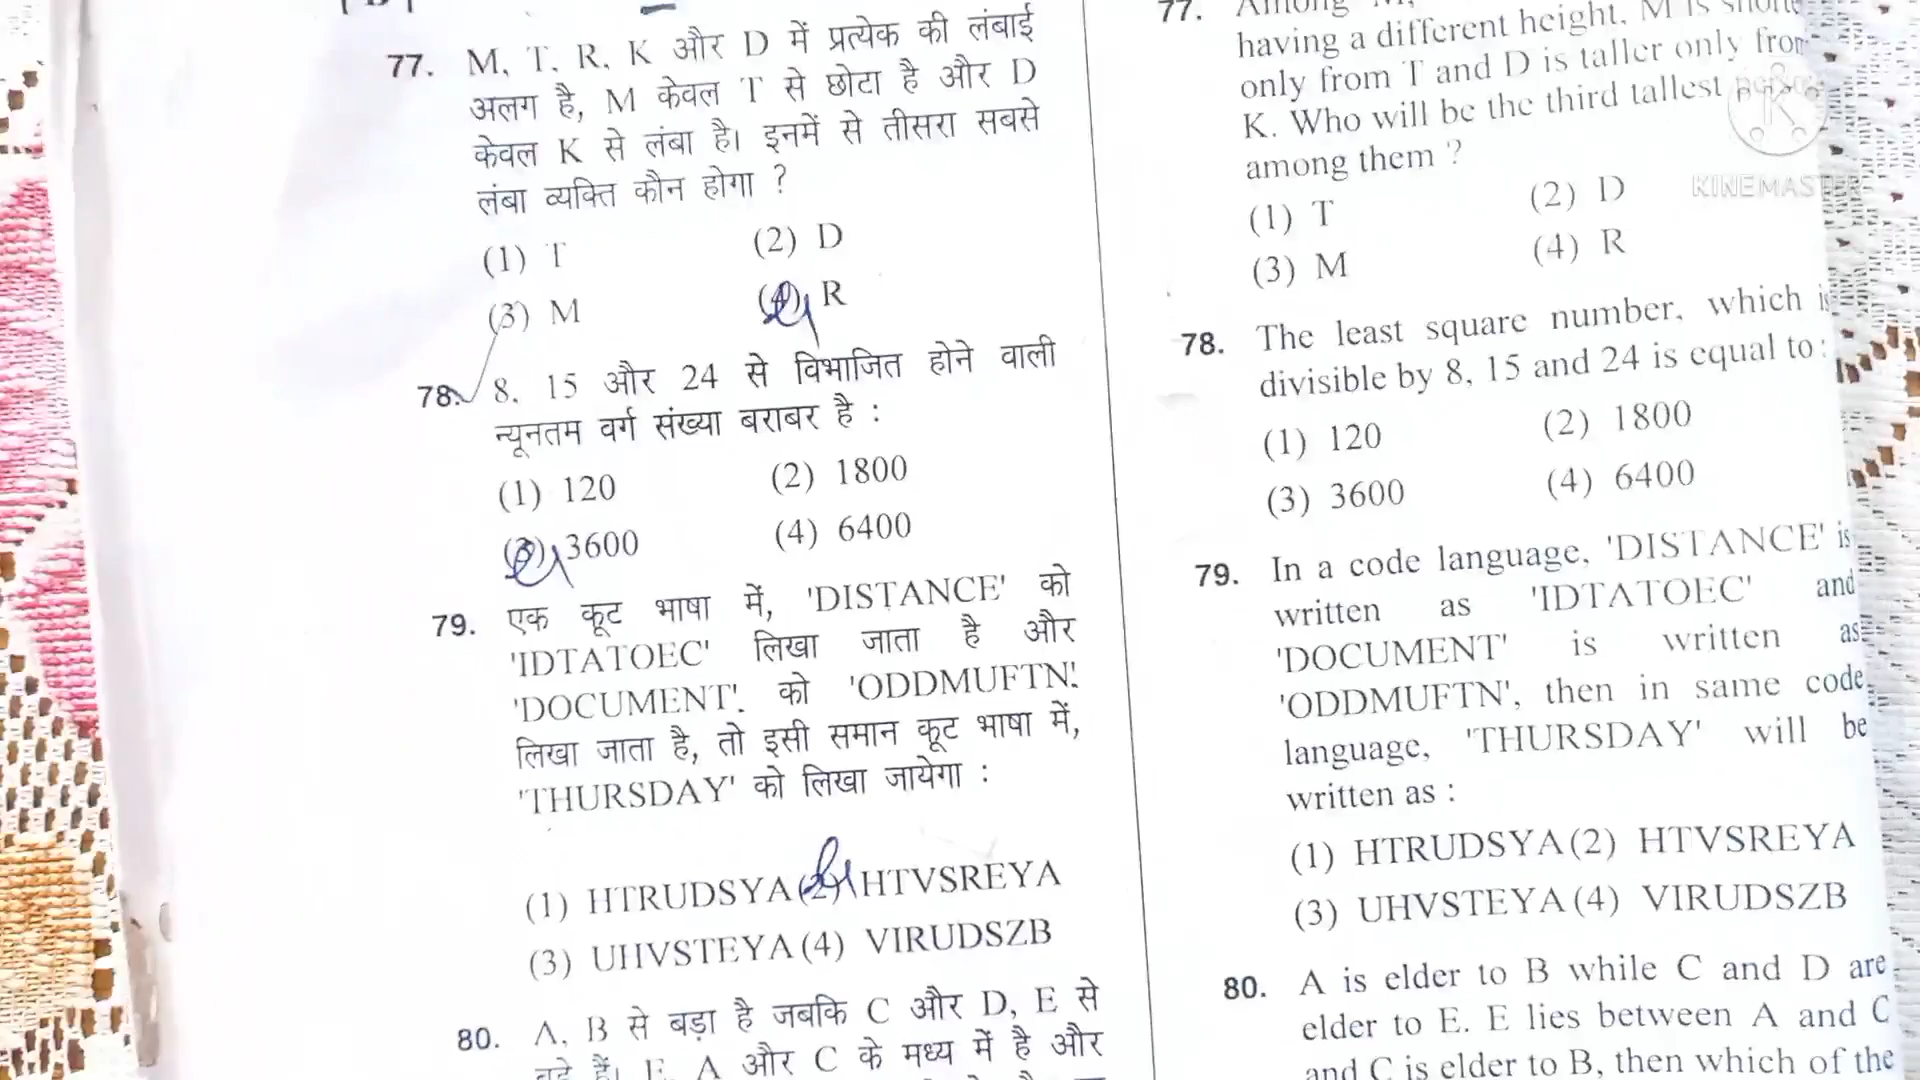 77. M, T, R, K और D में प्रत्येक की लंबाई
अलग है, M केवल T से छोटा है और D
केवल K से लंबा है। इनमें से तीसरा सबसे
लंबा व्यक्ति कौन होगा ?
(1) T (2) D
(3) M (4) R
78. 8, 15 और 24 से विभाजित होने वाली
न्यूनतम वर्ग संख्या बराबर है :
(1) 120 (2) 1800
(3) 3600 (4) 6400
79. एक कूट भाषा में, 'DISTANCE' को
'IDTATOEC' लिखा जाता है और
'DOCUMENT' को 'ODDMUFTN'
लिखा जाता है, तो इसी समान कूट भाषा में,
'THURSDAY' को लिखा जायेगा :
(1) HTRUDSYA (2) HTVSREYA
(3) UHVSTEYA (4) VIRUDSZB
80. A, B से बड़ा है जबकि C और D, E से
बड़े हैं। E, A और C के मध्य में है और
77. Among
having a different height, M is
only from T and D is taller only from
K. Who will be the third tallest
among them ?
(1) T (2) D
(3) M (4) R
78. The least square number, which is
divisible by 8, 15 and 24 is equal to :
(1) 120 (2) 1800
(3) 3600 (4) 6400
79. In a code language, 'DISTANCE' is
written as 'IDTATOEC' and
'DOCUMENT' is written as
'ODDMUFTN', then in same code
language, 'THURSDAY' will be
written as :
(1) HTRUDSYA (2) HTVSREYA
(3) UHVSTEYA (4) VIRUDSZB
80. A is elder to B while C and D are
elder to E. E lies between A and C
and C is elder to B, then which of the
K
KINEMASTER